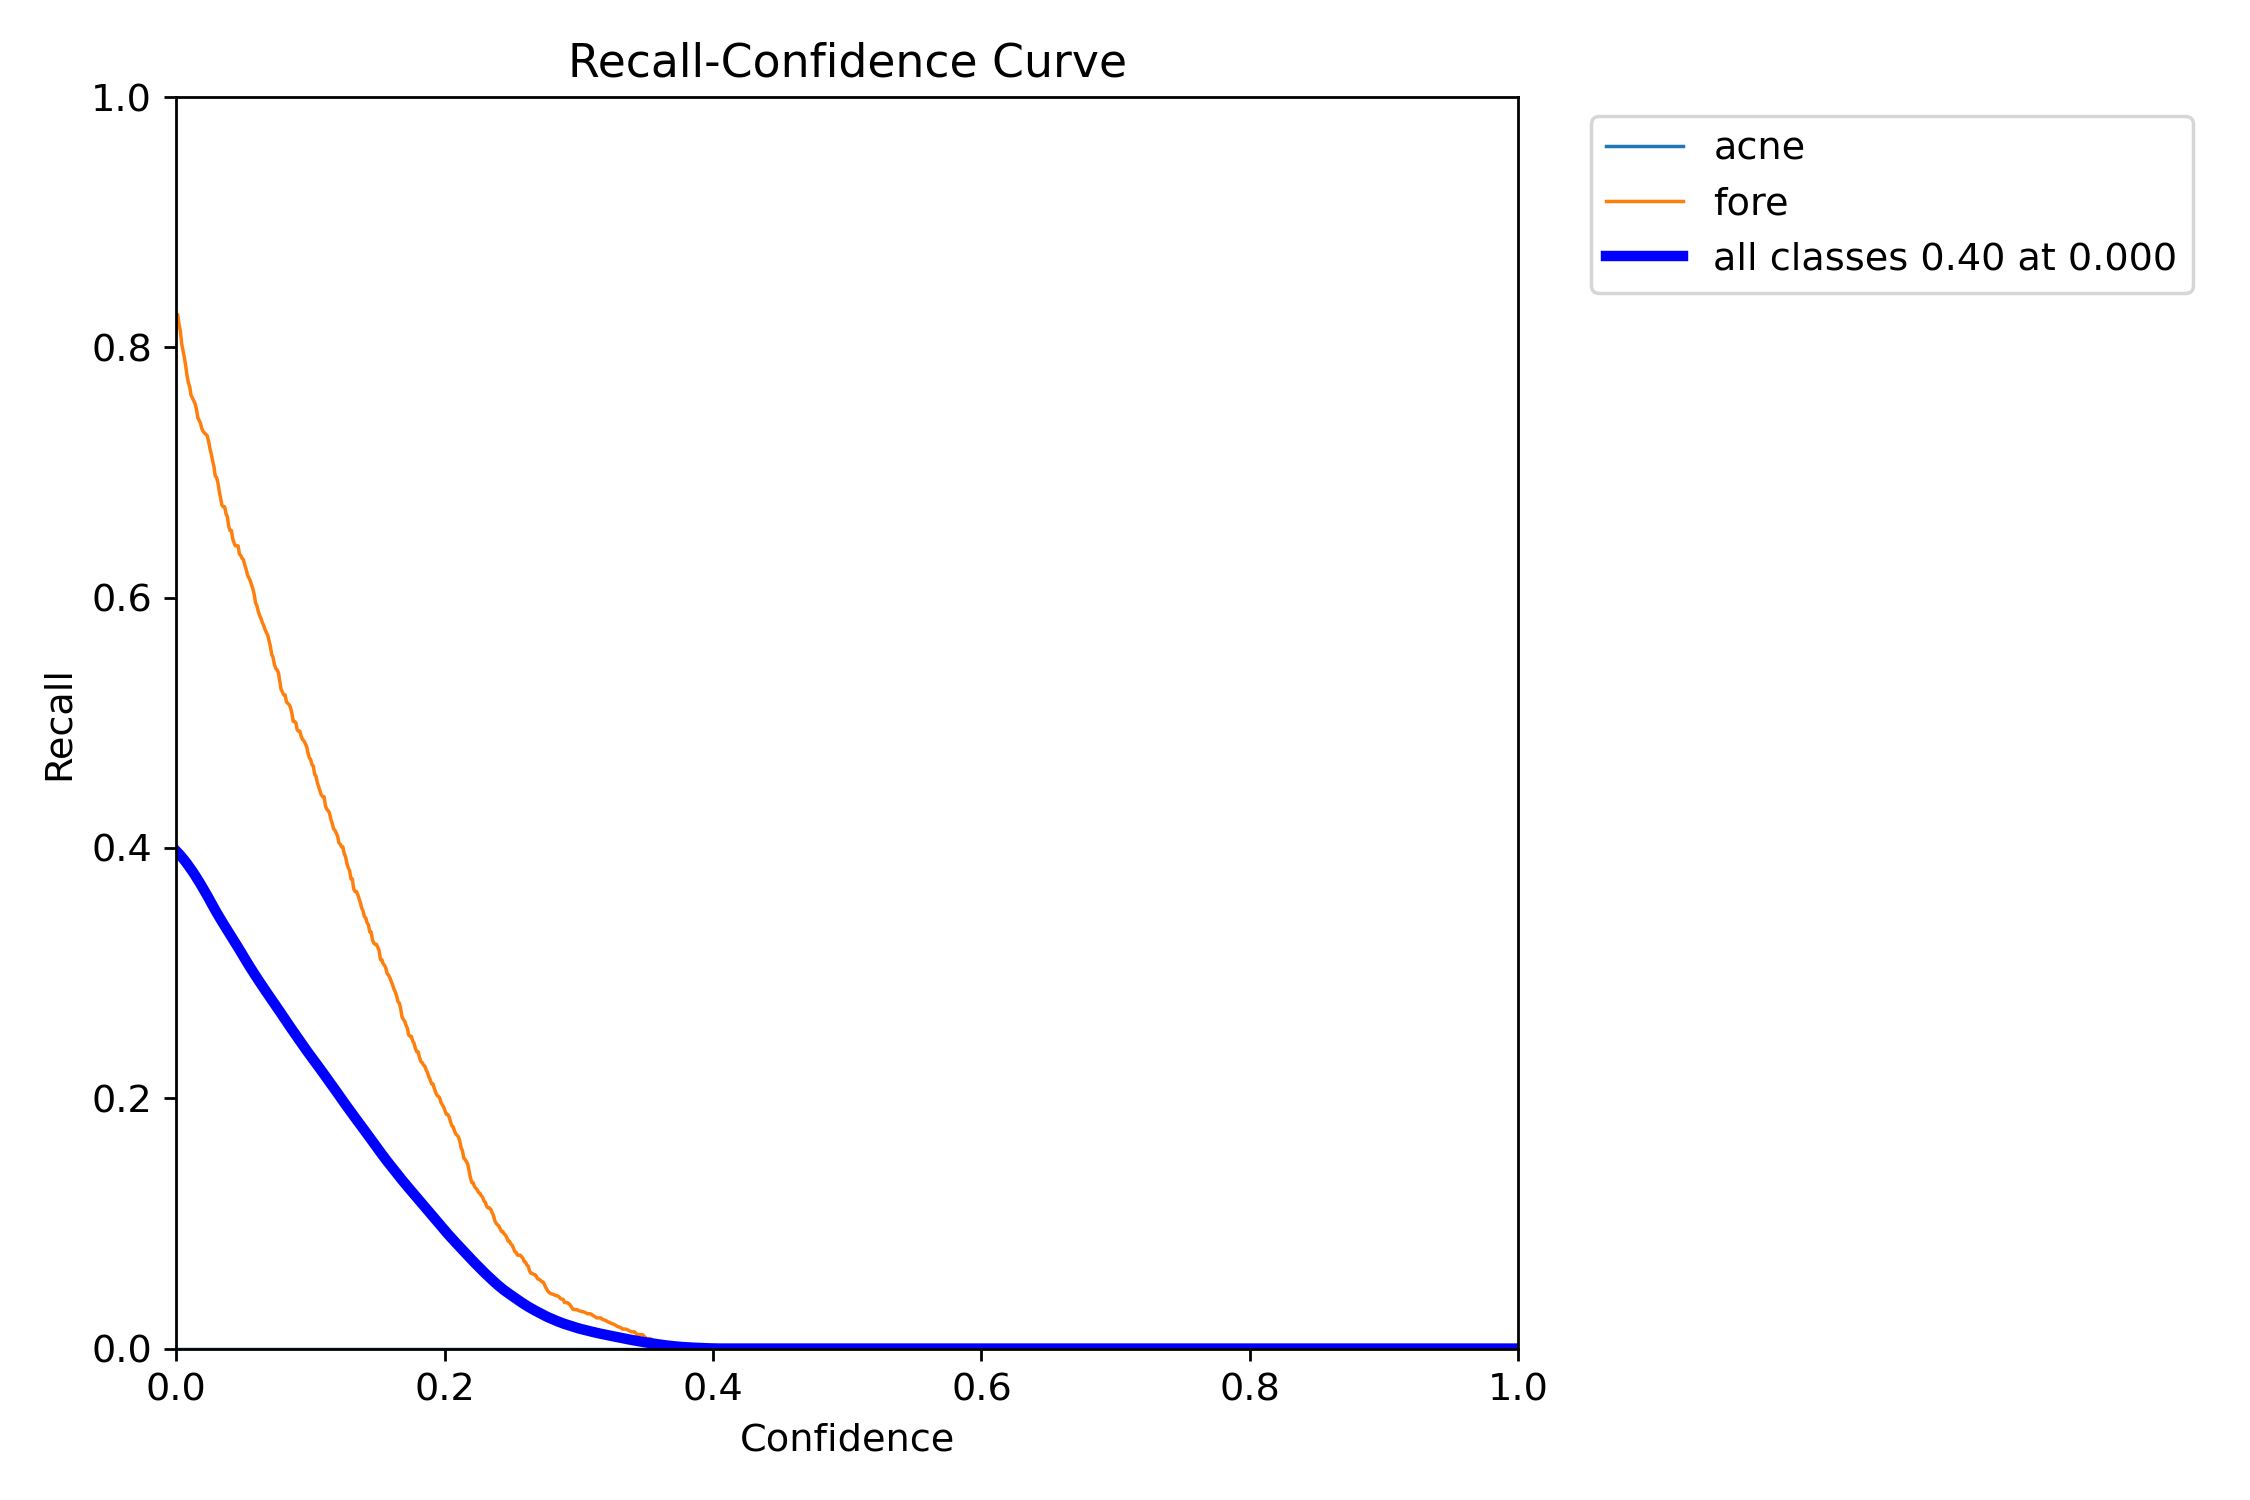 Recall-Confidence Curve
1.0
0.8
0.6
0.4
0.2
0.0
Recall
0.0 0.2 0.4 0.6 0.8 1.0
Confidence
acne
fore
all classes 0.40 at 0.000